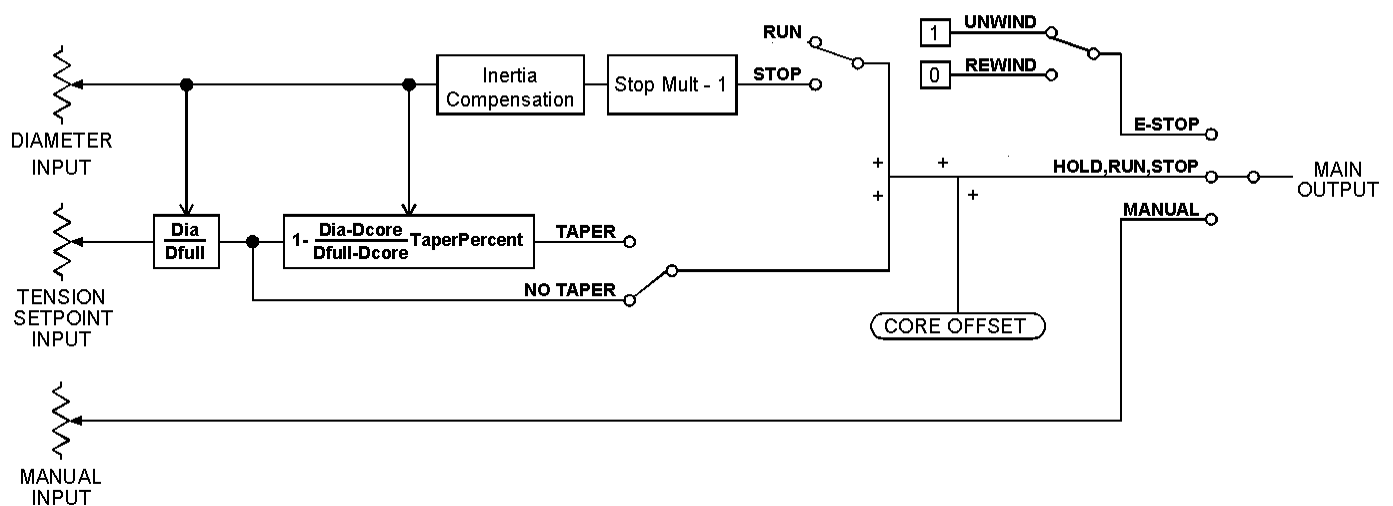 RUN
1
UNWIND
0
REWIND
STOP
Inertia
Compensation
Stop Mult - 1
DIAMETER
INPUT
E-STOP
HOLD,RUN,STOP
MAIN
OUTPUT
MANUAL
+
+
+
+
Dia
Dfull
1- Dia-Dcore TaperPercent
Dfull-Dcore
TAPER
NO TAPER
TENSION
SETPOINT
INPUT
CORE OFFSET
MANUAL
INPUT